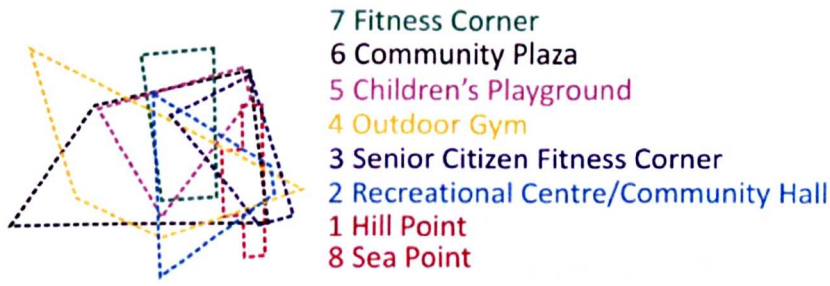 7 Fitness Corner
6 Community Plaza
5 Children's Playground
4 Outdoor Gym
3 Senior Citizen Fitness Corner
2 Recreational Centre/Community Hall
1 Hill Point
8 Sea Point